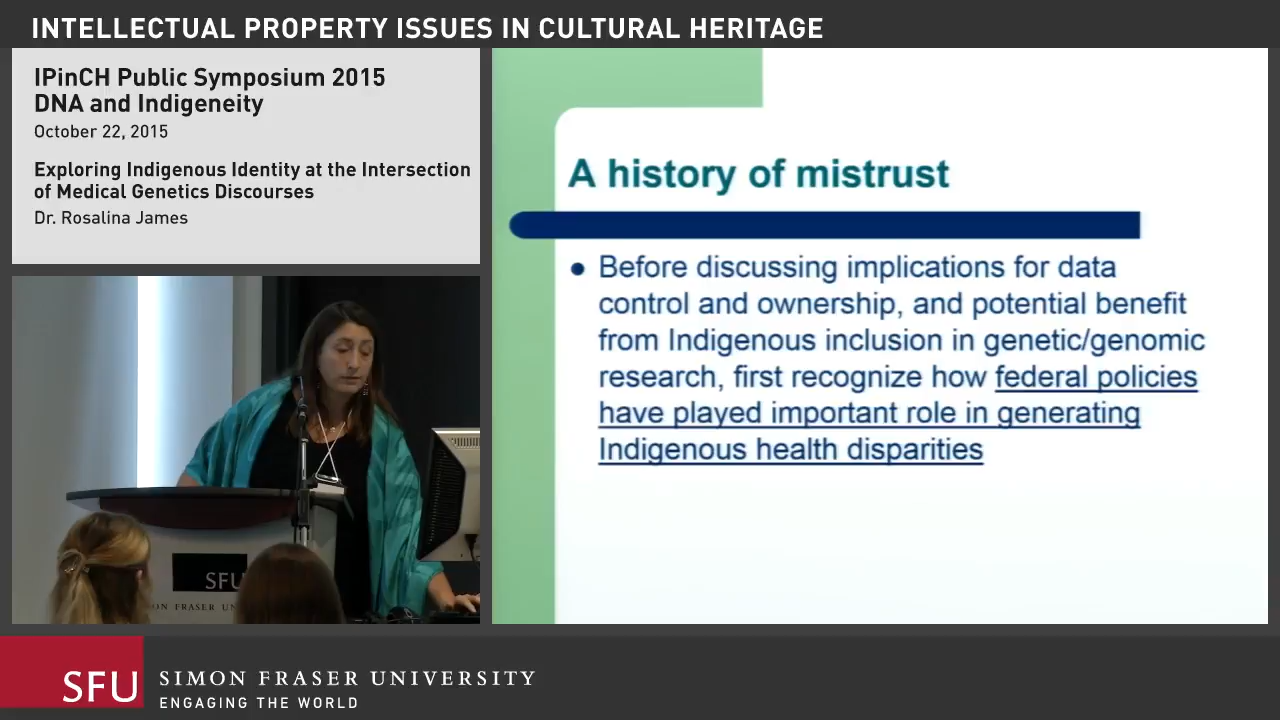 INTELLECTUAL PROPERTY ISSUES IN CULTURAL HERITAGE
IPinCH Public Symposium 2015
DNA and Indigeneity
October 22, 2015
Exploring Indigenous Identity at the Intersection
of Medical Genetics Discourses
Dr. Rosalina James
A history of mistrust
• Before discussing implications for data
control and ownership, and potential benefit
from Indigenous inclusion in genetic/genomic
research, first recognize how federal policies
have played important role in generating
Indigenous health disparities
SFU
SFU
SIMON FRASER UNIVERSITY
ENGAGING THE WORLD